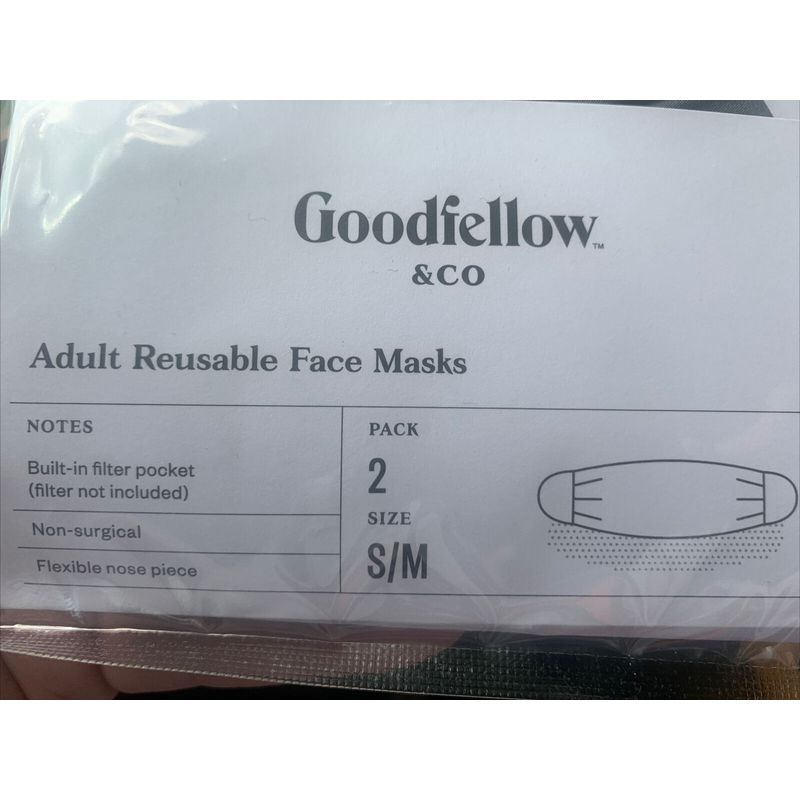 Goodfellow™
&CO
Adult Reusable Face Masks
NOTES
Built-in filter pocket
(filter not included)
Non-surgical
Flexible nose piece
PACK
2
SIZE
S/M